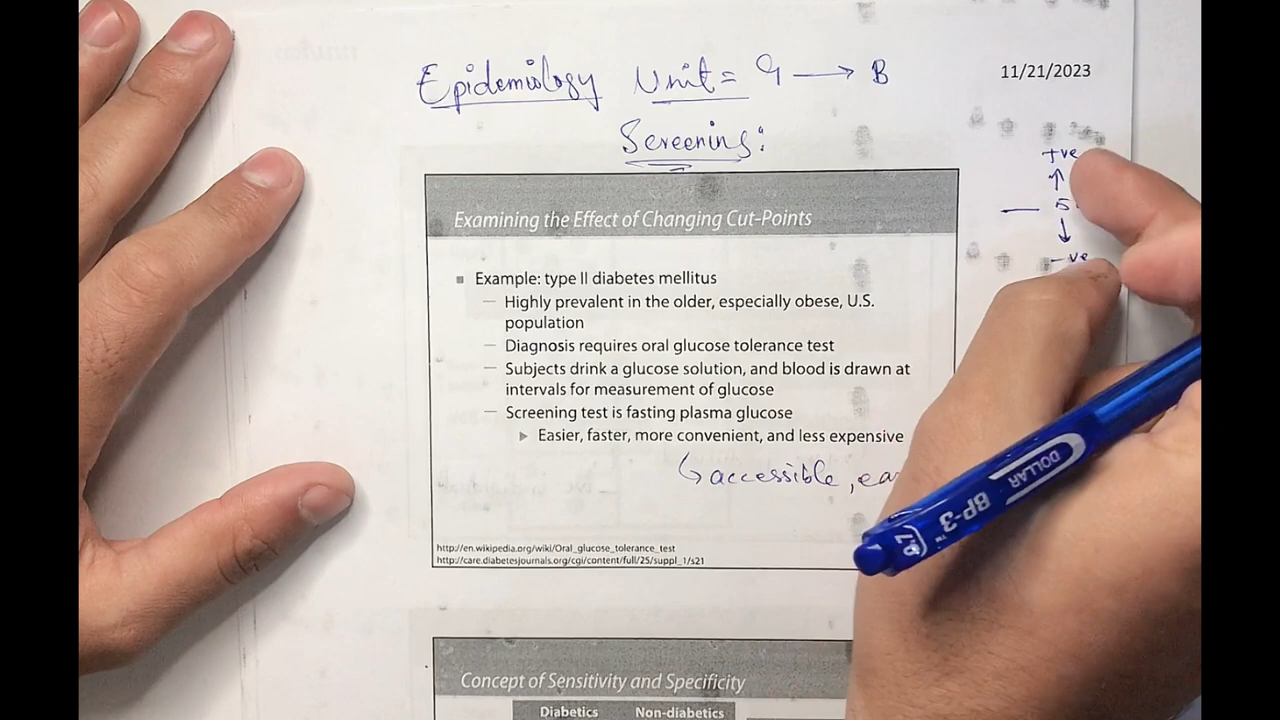 Epidemiology Unit = 9 → B
11/21/2023
Screening:
+ve
↑
— 5
↓
-ve
Examining the Effect of Changing Cut-Points
Example: type II diabetes mellitus
— Highly prevalent in the older, especially obese, U.S.
population
— Diagnosis requires oral glucose tolerance test
— Subjects drink a glucose solution, and blood is drawn at
intervals for measurement of glucose
— Screening test is fasting plasma glucose
Easier, faster, more convenient, and less expensive
↳ accessible,
http://en.wikipedia.org/wiki/Oral_glucose_tolerance_test
http://care.diabetesjournals.org/cgi/content/full/25/suppl_1/s21
DOLLAR
BP-3™
0.7
Concept of Sensitivity and Specificity
Diabetics Non-diabetics